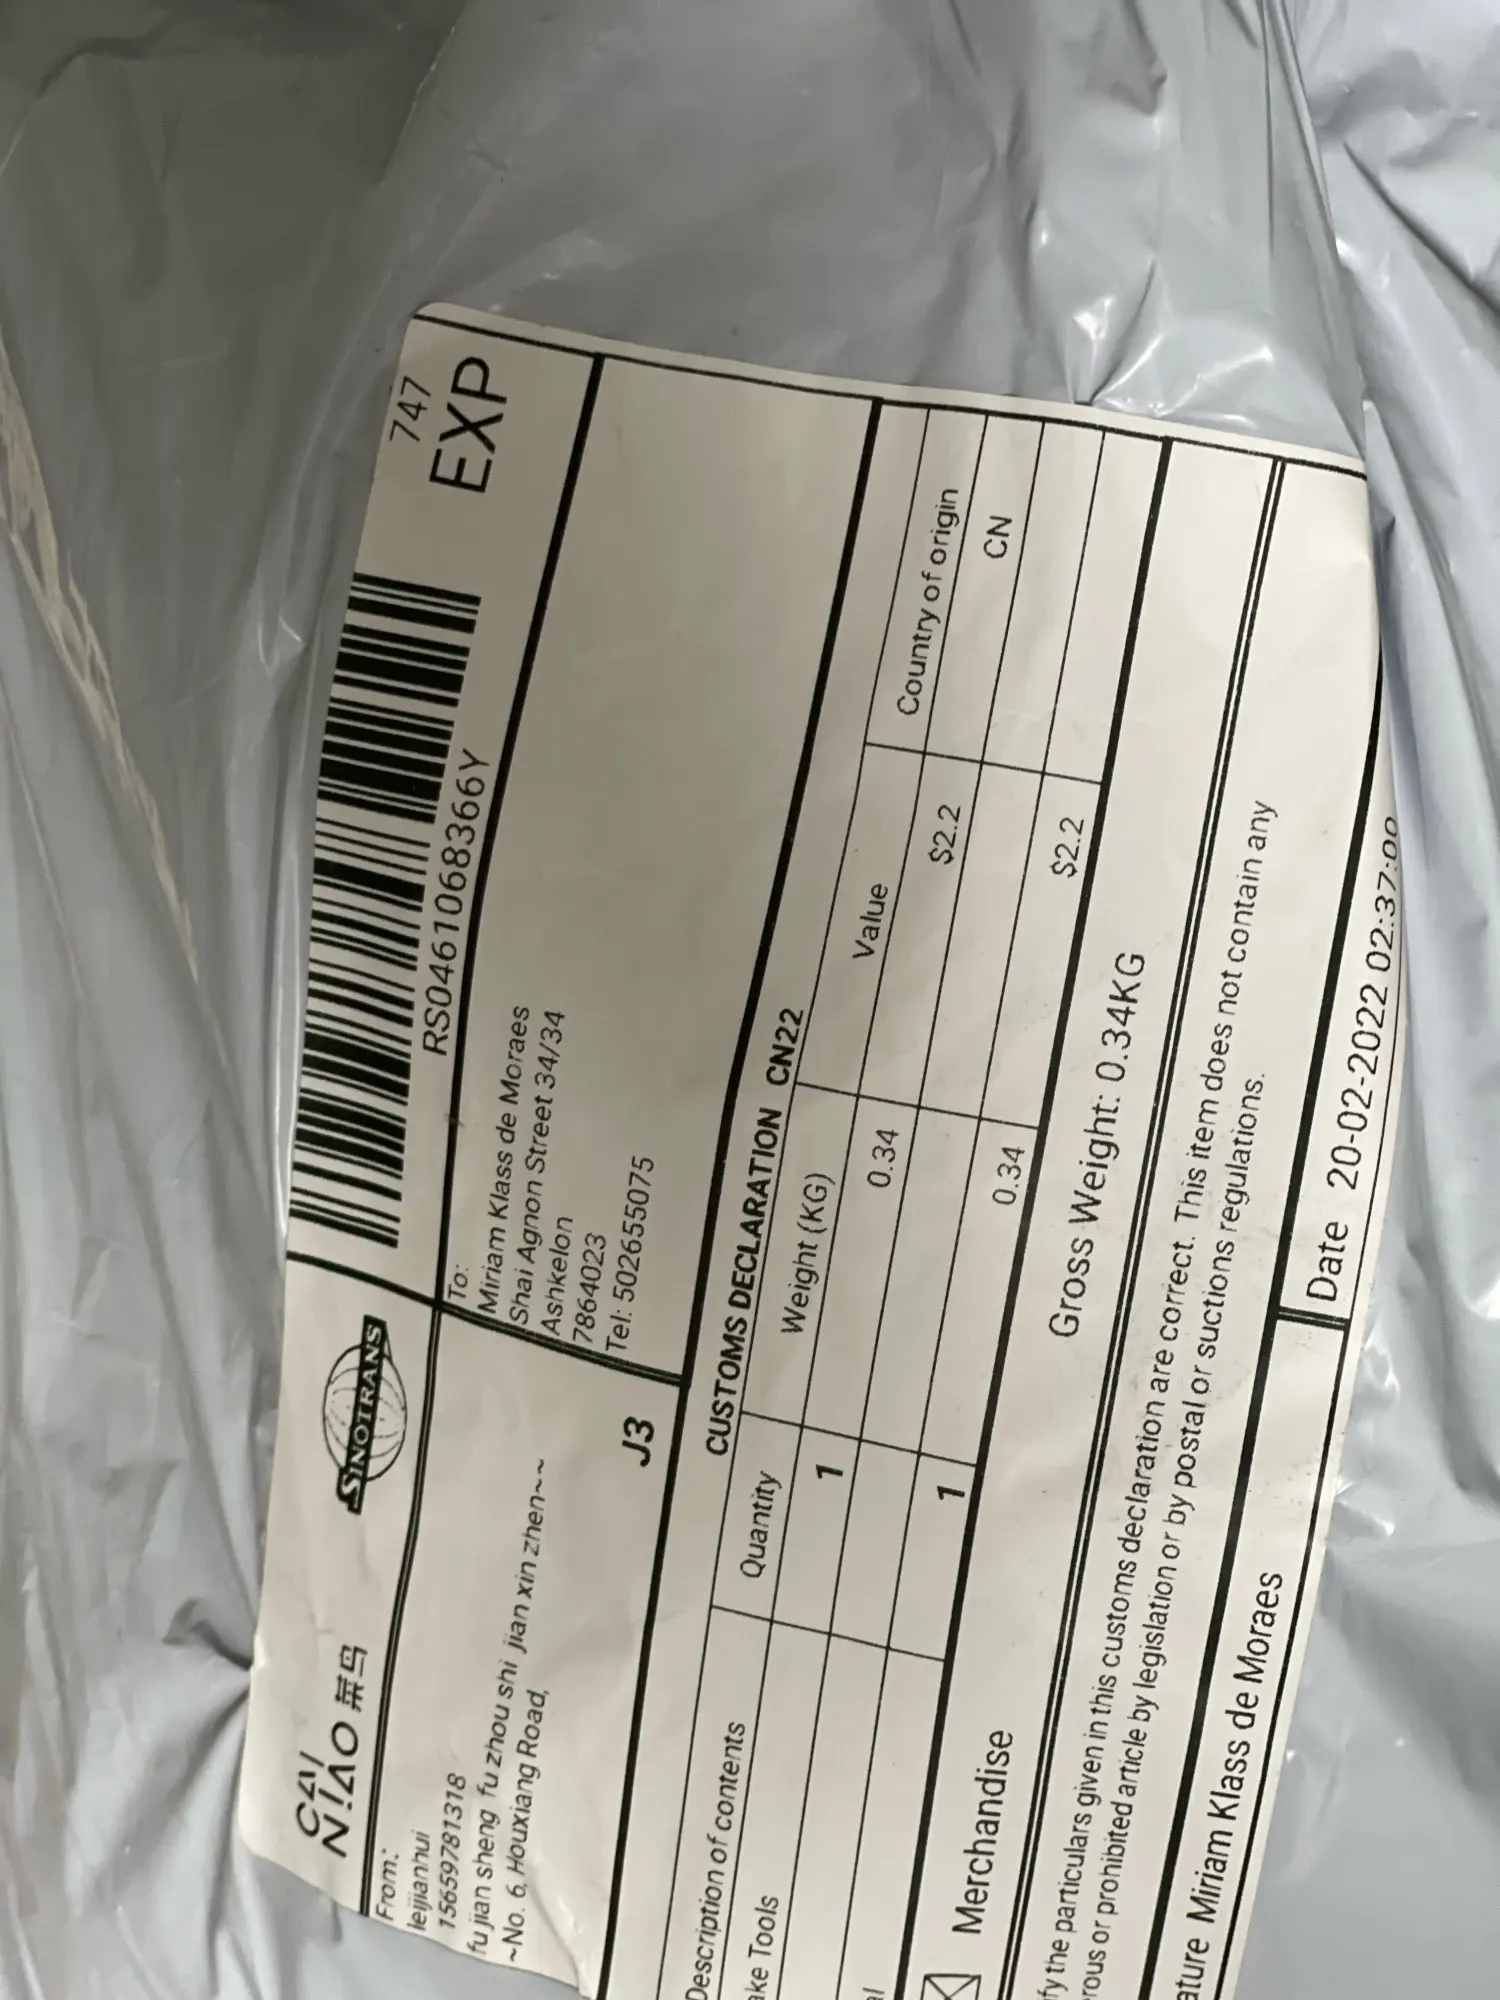 CAI
NIAO 菜鸟
SINOTRANS
RS0461068366Y
747
EXP
From:
leijianhui
15659781318
fu jian sheng fu zhou shi jian xin zhen~~
~No. 6, Houxiang Road,
J3
To:
Miriam Klass de Moraes
Shai Agnon Street 34/34
Ashkelon
7864023
Tel: 5026555075
CUSTOMS DECLARATION CN22
Description of contents Quantity Weight (KG) Value Country of origin
Tools 1 0.34 $2.2 CN
1 0.34 $2.2
Merchandise Gross Weight: 0.34KG
the particulars given in this customs declaration are correct. This item does not contain any
or prohibited article by legislation or by postal or suctions regulations.
Miriam Klass de Moraes Date 20-02-2022 02:37:00